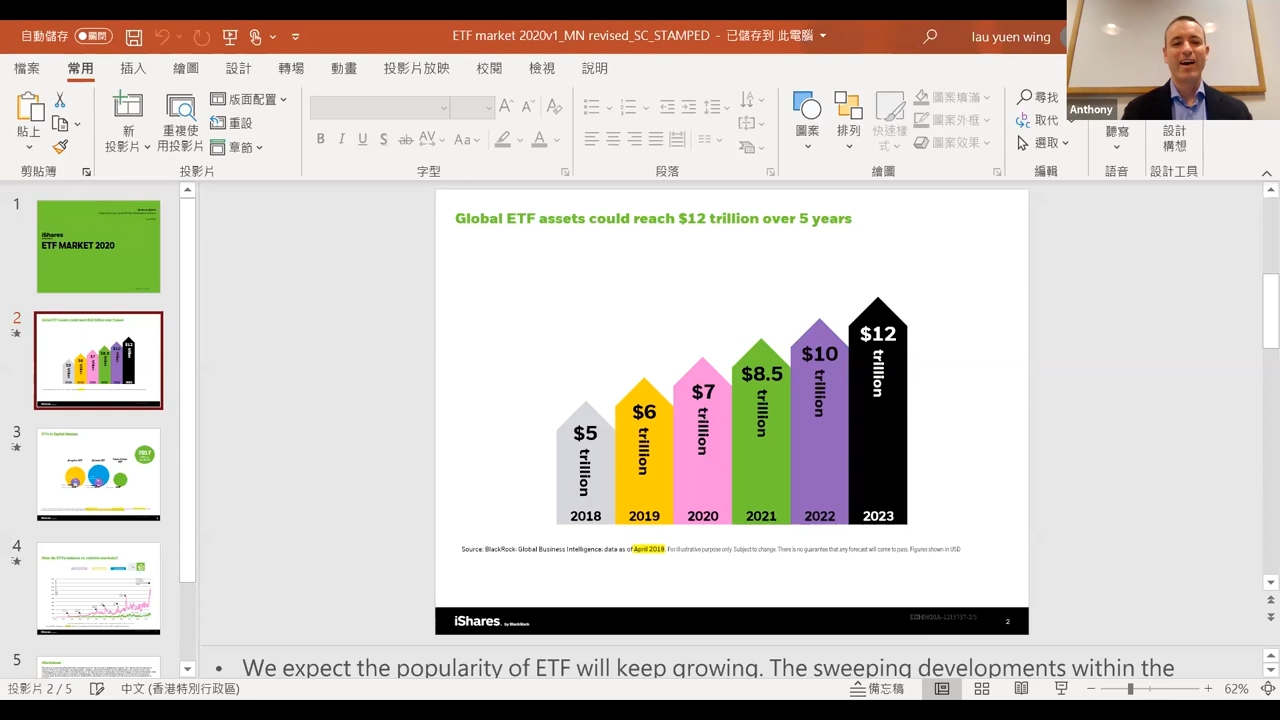 自動儲存 關閉
ETF market 2020v1_MN revised_SC_STAMPED - 已儲存到 此電腦
lau yuen wing
Anthony
檔案 常用 插入 繪圖 設計 轉場 動畫 投影片放映 校閱 檢視 說明
貼上
剪貼簿
新
投影片
重複使
用投影片
版面配置
重設
章節
投影片
B I U S ab AV Aa A
字型
段落
圖案
排列
快速樣
式
圖案填滿
圖案外框
圖案效果
繪圖
尋找
取代
選取
編輯
聽寫
語音
設計
構想
設計工具
1
iShares
ETF MARKET 2020
2
3
4
5
Global ETF assets could reach $12 trillion over 5 years
$5 trillion 2018
$6 trillion 2019
$7 trillion 2020
$8.5 trillion 2021
$10 trillion 2022
$12 trillion 2023
Source: BlackRock: Global Business Intelligence: data as of April 2018. For illustrative purpose only. Subject to change. There is no guarantee that any forecast will come to pass. Figures shown in USD
iShares. by BlackRock
2
• We expect the popularity of ETF will keep growing. The sweeping developments within the
投影片 2 / 5 中文 (香港特別行政區) 備忘稿 62%